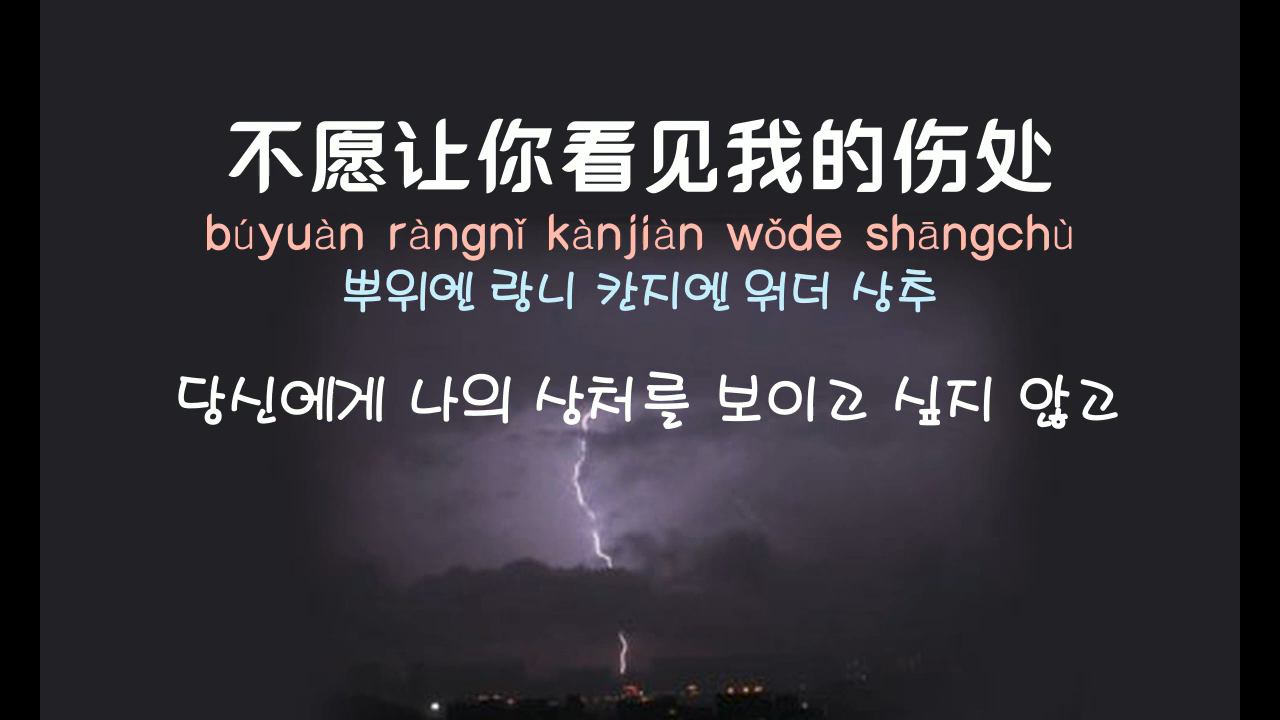 不愿让你看见我的伤处
búyuàn ràngnǐ kànjiàn wǒde shāngchù
뿌위엔 랑니 칸지엔 워더 상추
당신에게 나의 상처를 보이고 싶지 않고